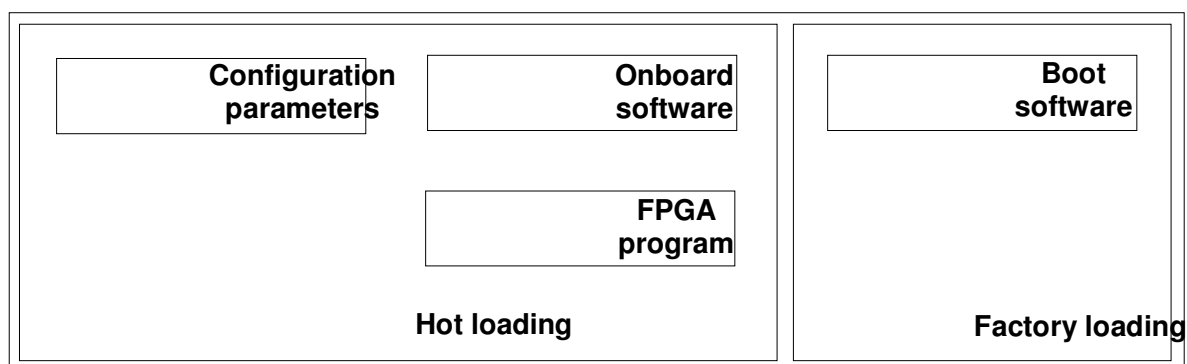 Configuration
parameters
Onboard
software
Boot
software
FPGA
program
Hot loading
Factory loading